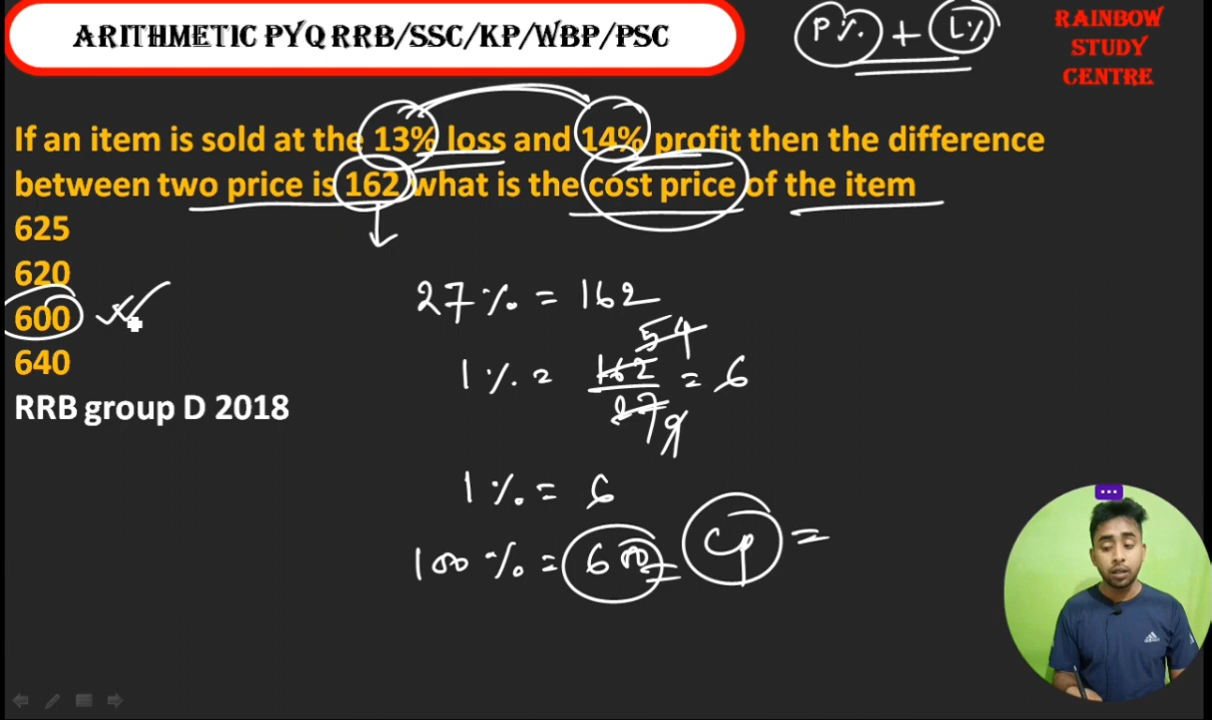 ARITHMETIC PYQ RRB/SSC/KP/WBP/PSC
P%. + L%.
RAINBOW
STUDY
CENTRE
If an item is sold at the 13% loss and 14% profit then the difference
between two price is 162 what is the cost price of the item
625
620
600
640
RRB group D 2018
27%. = 162
54
1%. = 162 = 6
27 9
1%. = 6
100%. = 600 = CP =